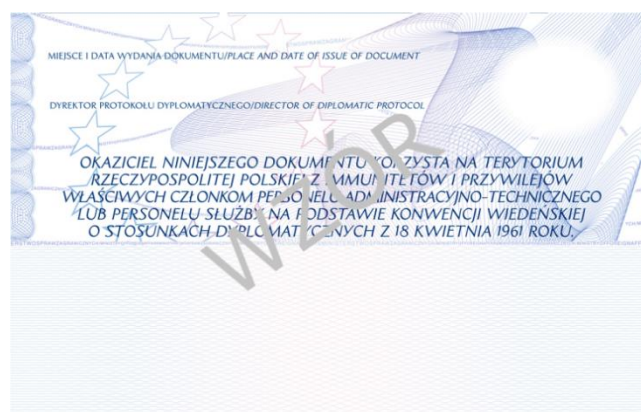 MIEJSCE I DATA WYDANIA DOKUMENTU/PLACE AND DATE OF ISSUE OF DOCUMENT
DYREKTOR PROTOKOŁU DYPLOMATYCZNEGO/DIRECTOR OF DIPLOMATIC PROTOCOL
OKAZICIEL NINIEJSZEGO DOKUMENTU KORZYSTA NA TERYTORIUM
RZECZYPOSPOLITEJ POLSKIEJ Z IMMUNITETÓW I PRZYWILEJÓW
WŁAŚCIWYCH CZŁONKOM PERSONELU ADMINISTRACYJNO-TECHNICZNEGO
LUB PERSONELU SŁUŻBY NA PODSTAWIE KONWENCJI WIEDEŃSKIEJ
O STOSUNKACH DYPLOMATYCZNYCH Z 18 KWIETNIA 1961 ROKU.
WZÓR